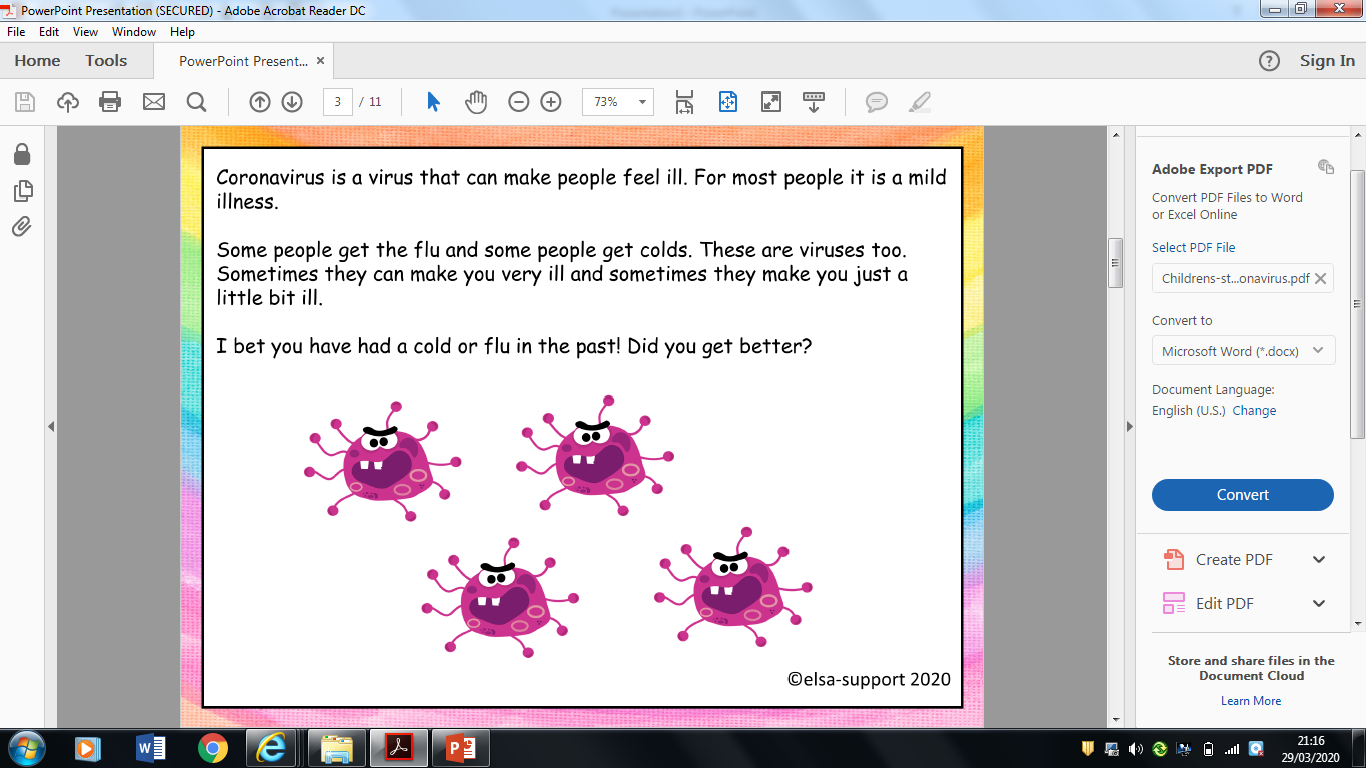 PowerPoint Presentation (SECURED) - Adobe Acrobat Reader DC
File Edit View Window Help
Home Tools PowerPoint Present... × Sign In
3 / 11 73%
Coronavirus is a virus that can make people feel ill. For most people it is a mild
illness.
Some people get the flu and some people get colds. These are viruses too.
Sometimes they can make you very ill and sometimes they make you just a
little bit ill.
I bet you have had a cold or flu in the past! Did you get better?
©elsa-support 2020
Adobe Export PDF
Convert PDF Files to Word
or Excel Online
Select PDF File
Childrens-st...onavirus.pdf
Convert to
Microsoft Word (*.docx)
Document Language:
English (U.S.) Change
Convert
Create PDF
Edit PDF
Store and share files in the
Document Cloud
Learn More
21:16
29/03/2020